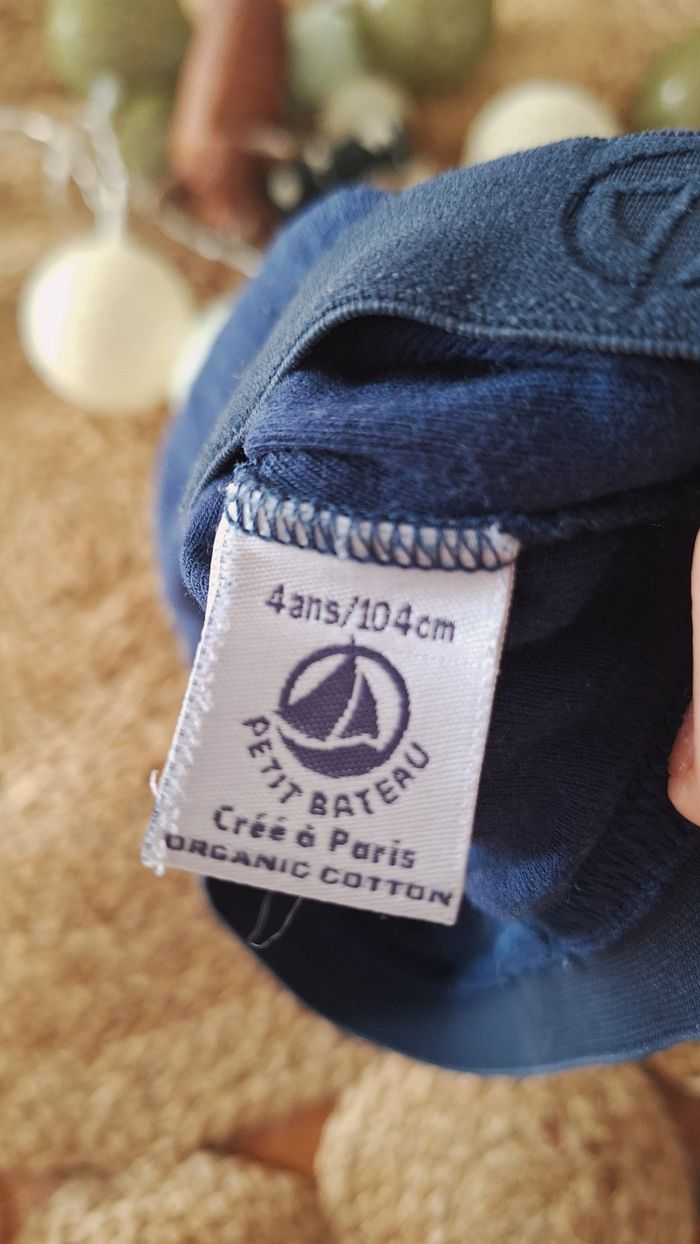 4ans/104cm
PETIT BATEAU
Créé à Paris
ORGANIC COTTON